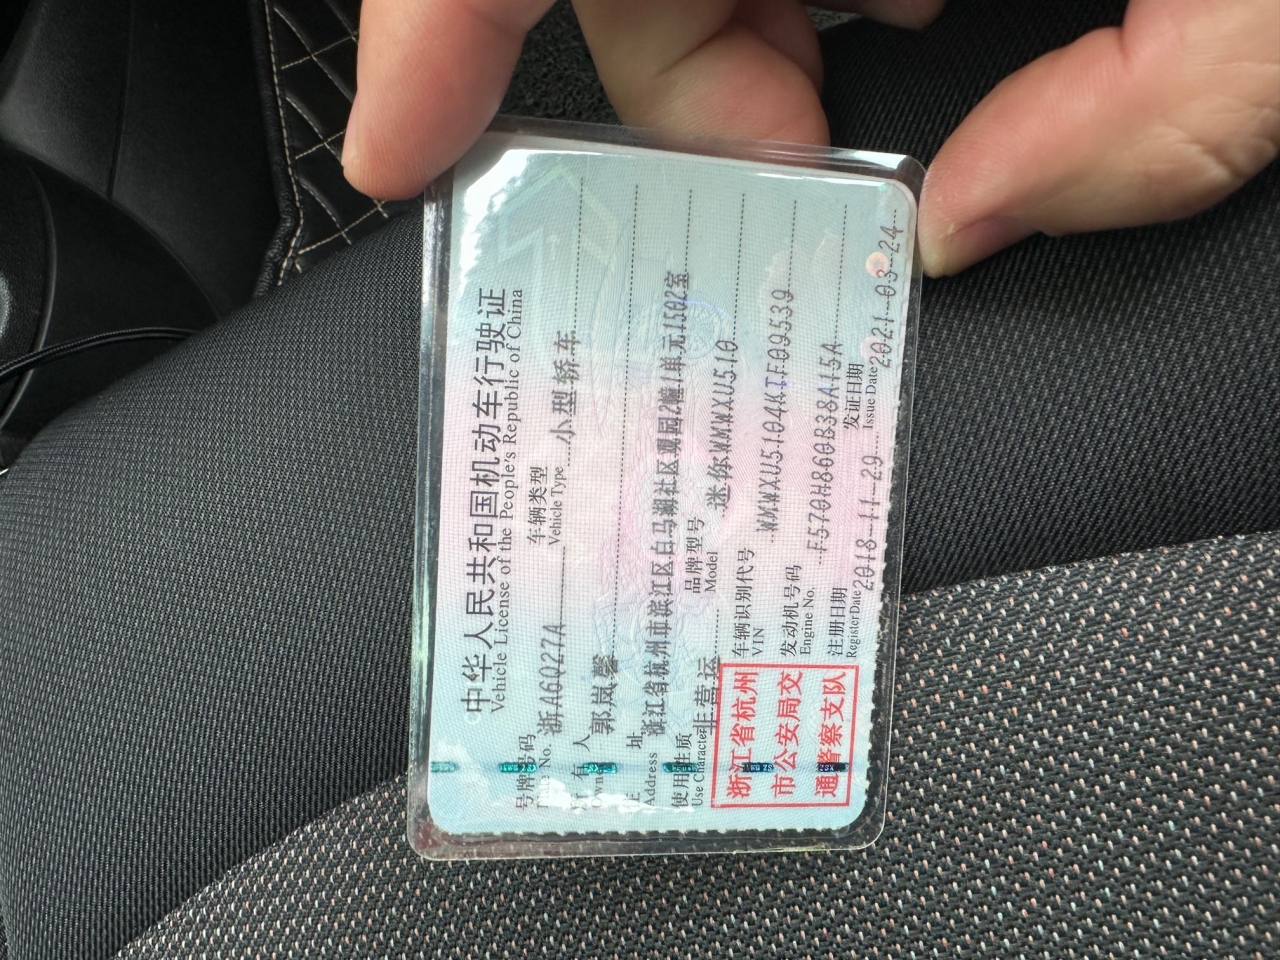 中华人民共和国机动车行驶证
Vehicle License of the People's Republic of China
号牌号码 浙A6Q27A 车辆类型 小型轿车
No. Vehicle Type
有 人 郭岚馨
住 址 浙江省杭州市滨江区白马湖社区观园2幢1单元1502室
Address
使用性质 非营运 品牌型号 迷你WMWXU510
Use Character Model
浙江省杭州
市公安局交
通警察支队
车辆识别代号 WMWXU5104KTF09539
VIN
发动机号码 F570H860B38A15A
Engine No.
注册日期 2018-11-29 发证日期 2021-03-24
Register Date Issue Date